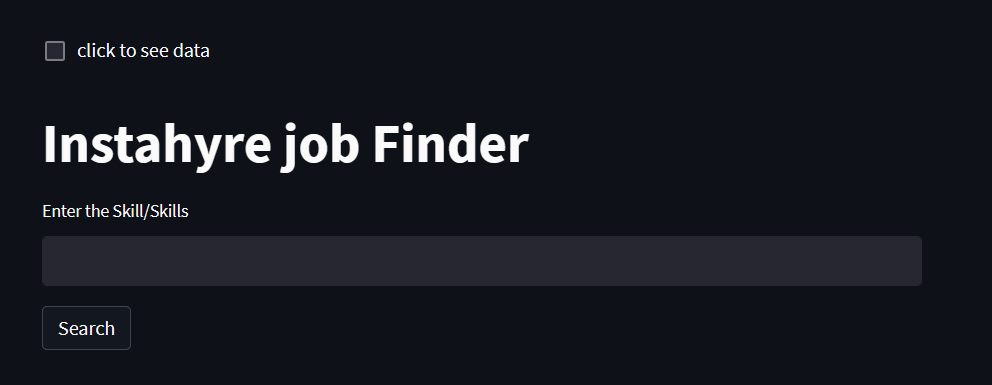 click to see data
Instahyre job Finder
Enter the Skill/Skills
Search